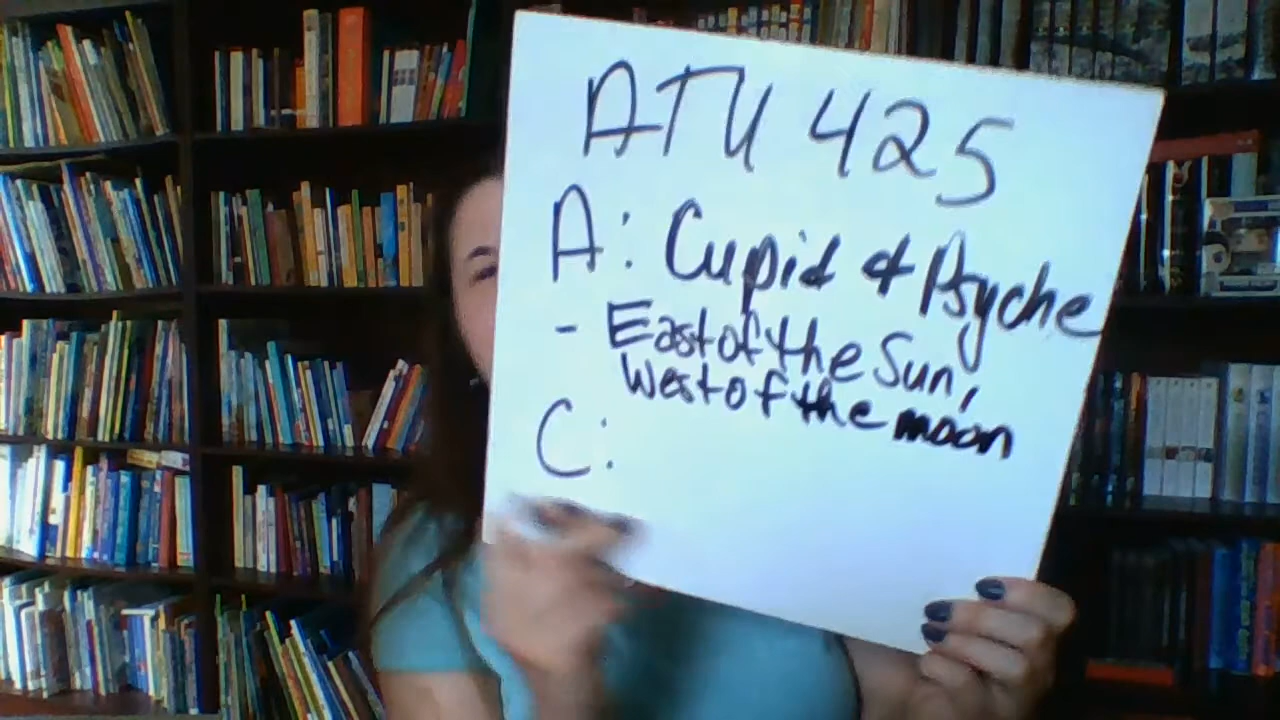 ATU 425
A: Cupid & Psyche
- East of the Sun,
West of the moon
C: